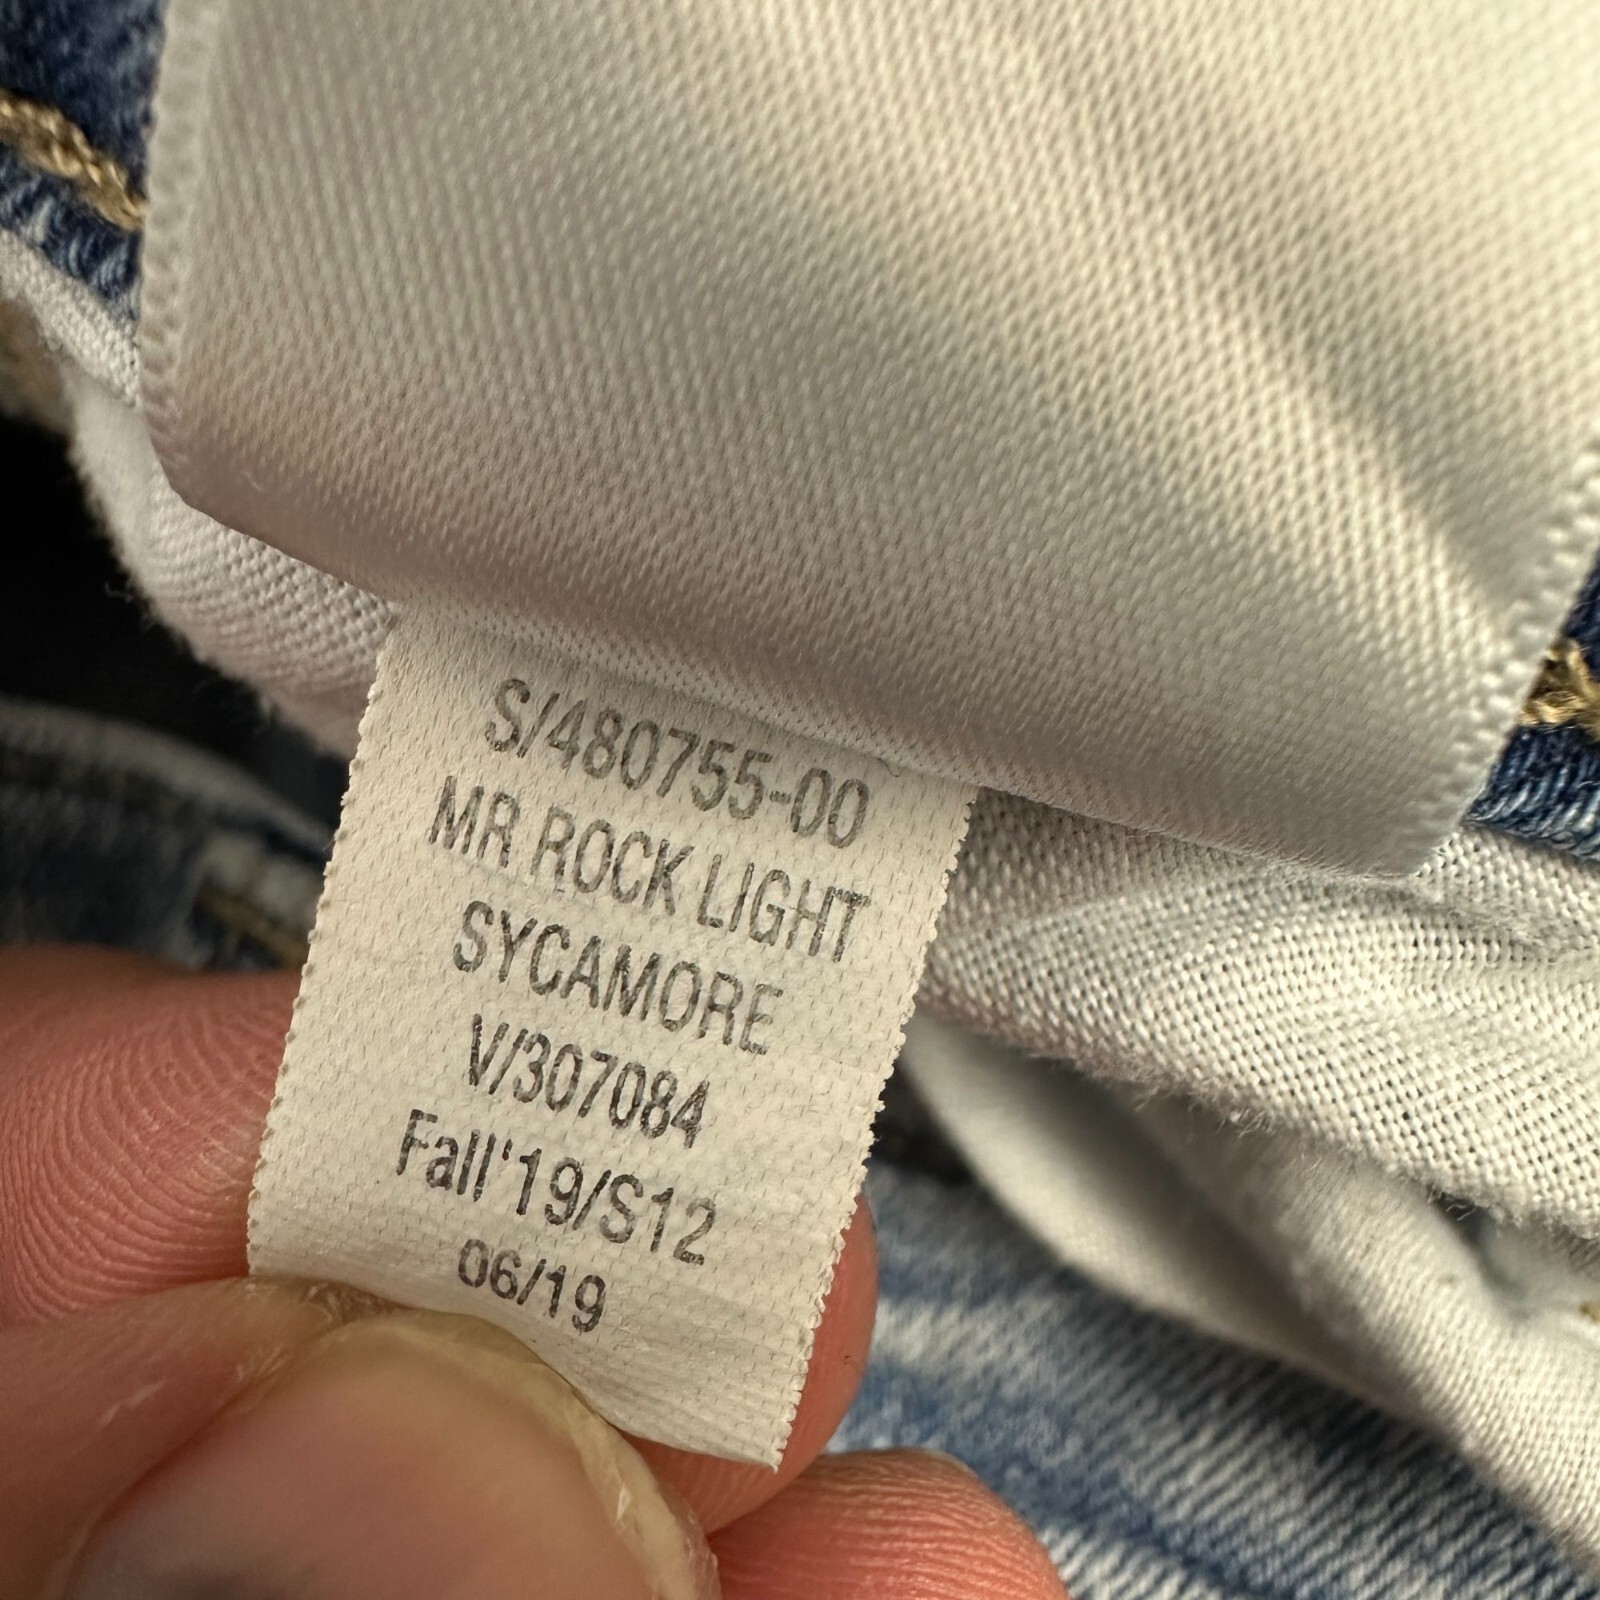 S/480755-00
MR ROCK LIGHT
SYCAMORE
V/307084
Fall'19/S12
06/19